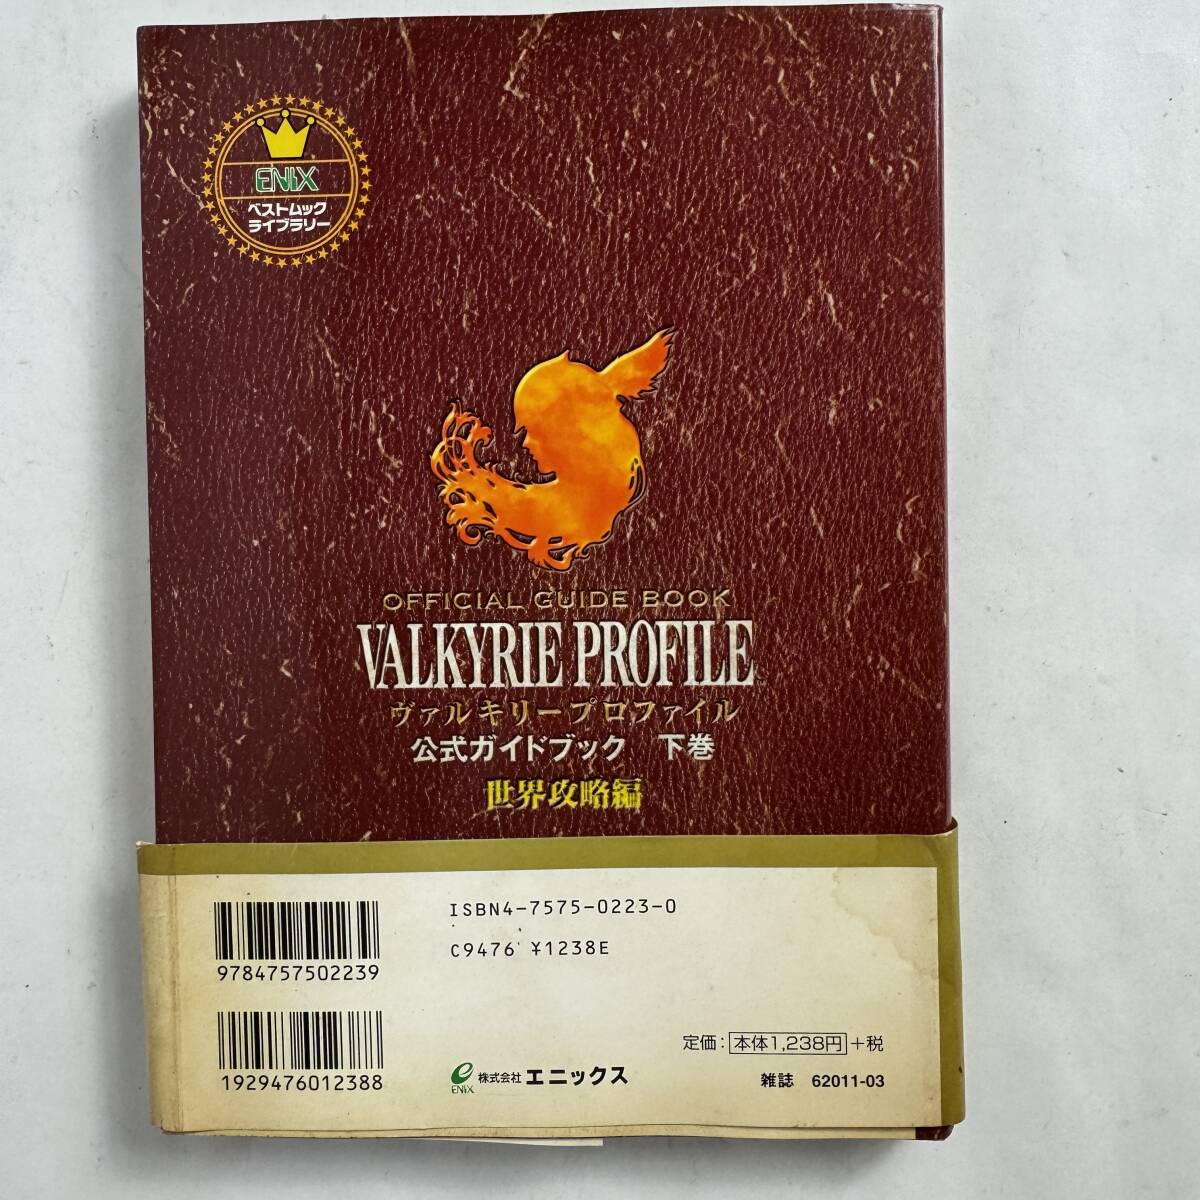 ENIX
ベストムック
ライブラリー
OFFICIAL GUIDE BOOK
VALKYRIE PROFILE
ヴァルキリープロファイル
公式ガイドブック 下巻
世界攻略編
ISBN4-7575-0223-0
C9476 ¥1238E
9784757502239
1929476012388
定価:本体1,238円+税
ENIX
株式会社エニックス
雑誌 62011-03